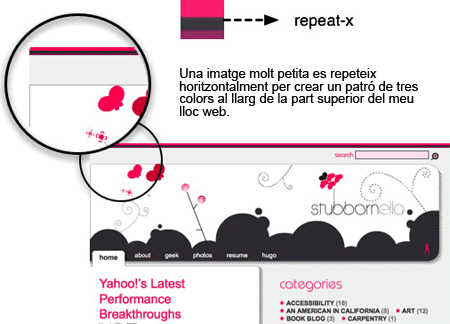 repeat-x
Una imatge molt petita es repeteix
horitzontalment per crear un patró de tres
colors al llarg de la part superior del meu
lloc web.
search
stubbornella
home about geek photos resume hugo
Yahoo!'s Latest
Performance
Breakthroughs
categories
ACCESSIBILITY (10)
AN AMERICAN IN CALIFORNIA (5) ART (12)
BOOK BLOG (3) CARPENTRY (1)